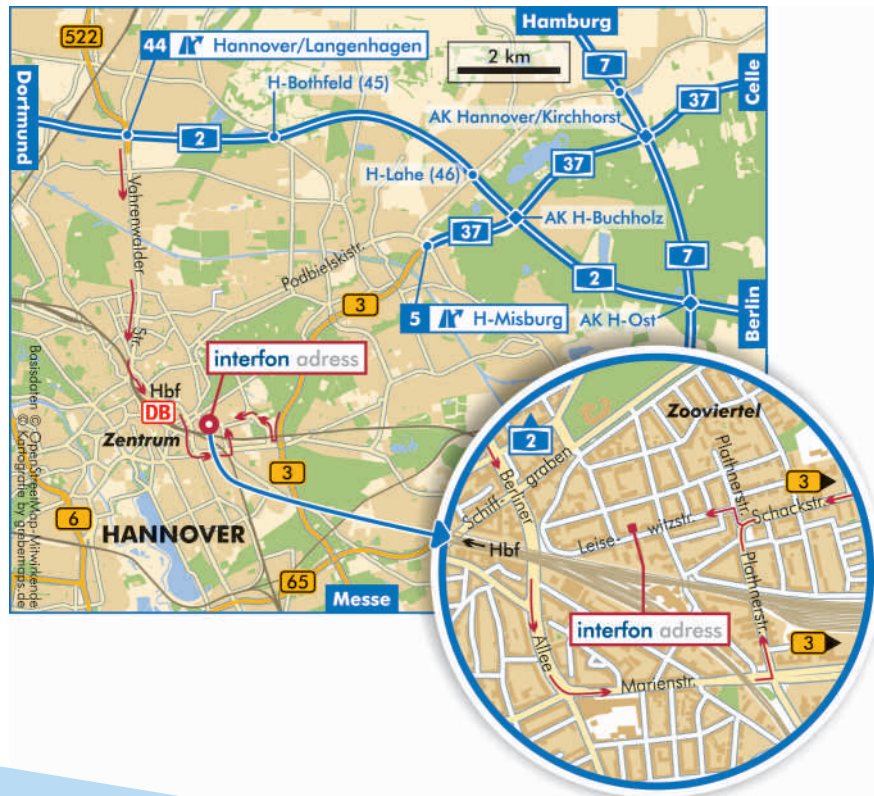 Hamburg
522
44 Hannover/Langenhagen
2 km
7
Celle
H-Bothfeld (45)
37
Dortmund
AK Hannover/Kirchhorst
2
H-Lahe (46)
37
Vahrenwalder
Str.
AK H-Buchholz
37
Podbielskistr.
7
2
3
5 H-Misburg
AK H-Ost
Berlin
interfon adress
Hbf
DB
Zentrum
3
6
HANNOVER
65
Messe
Basisdaten © OpenStreetMap-Mitwirkende
© Kartografie by grebemaps.de
Zooviertel
2
Berliner
Allee
Schiff-
graben
Plathnerstr.
3
Schackstr.
Leise-
witzstr.
Hbf
Plathnerstr.
interfon adress
3
Marienstr.